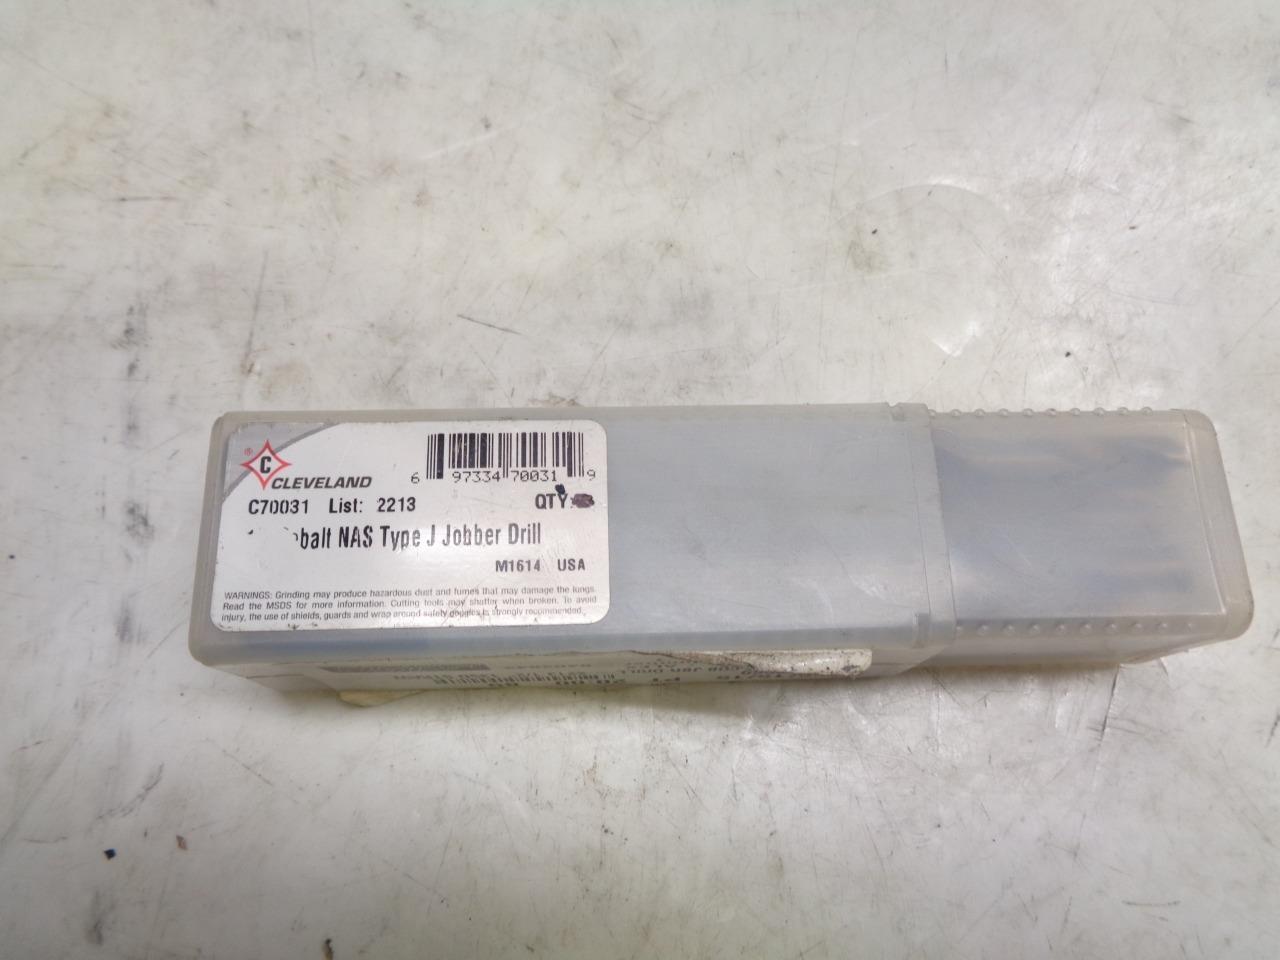 ® C CLEVELAND
6 97334 70031 9
C70031 List: 2213 QTY:
balt NAS Type J Jobber Drill
M1614 USA
WARNINGS: Grinding may produce hazardous dust and fumes that may damage the lungs.
Read the MSDS for more information. Cutting tools may shatter when broken. To avoid
injury, the use of shields, guards and wrap around safety goggles is strongly recommended.